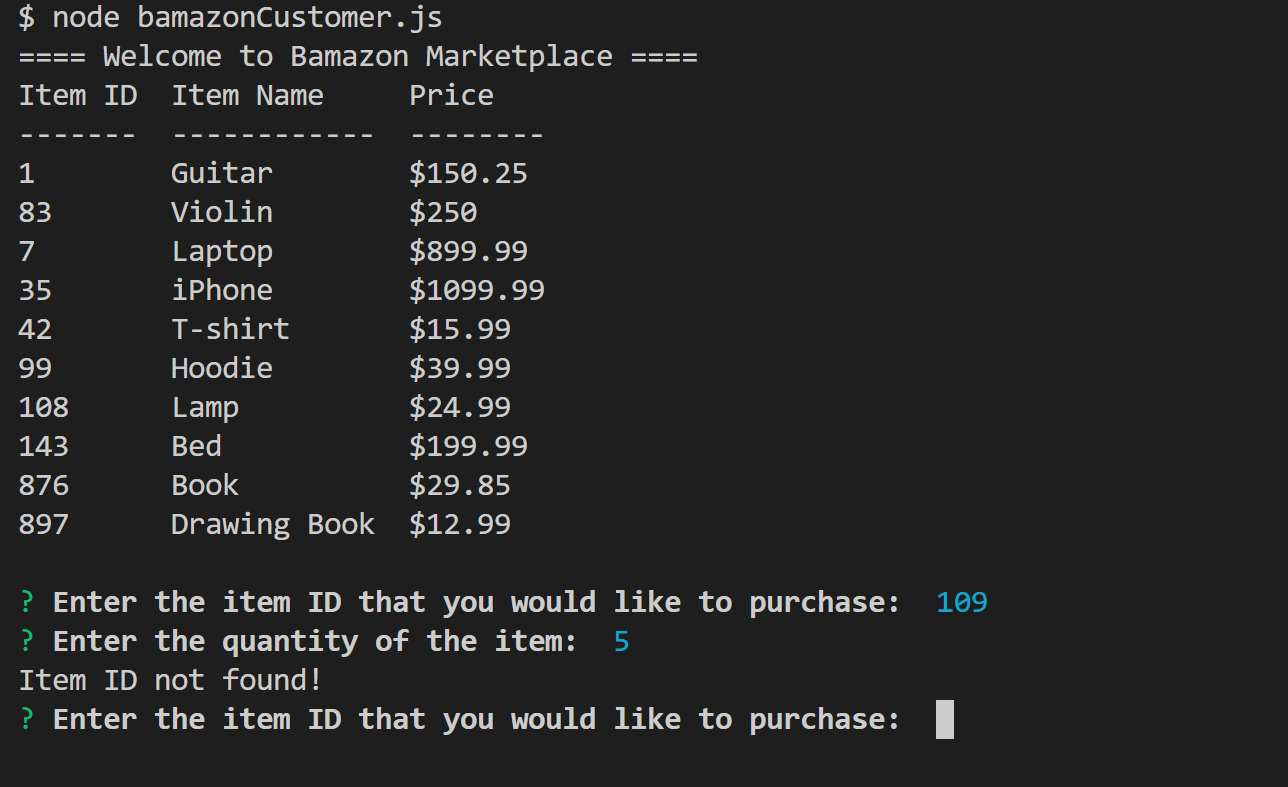 $ node bamazonCustomer.js
==== Welcome to Bamazon Marketplace ====
Item ID  Item Name     Price
-------  ------------  --------
1        Guitar        $150.25
83       Violin        $250
7        Laptop        $899.99
35       iPhone        $1099.99
42       T-shirt       $15.99
99       Hoodie        $39.99
108      Lamp          $24.99
143      Bed           $199.99
876      Book          $29.85
897      Drawing Book  $12.99
? Enter the item ID that you would like to purchase:  109
? Enter the quantity of the item:  5
Item ID not found!
? Enter the item ID that you would like to purchase: